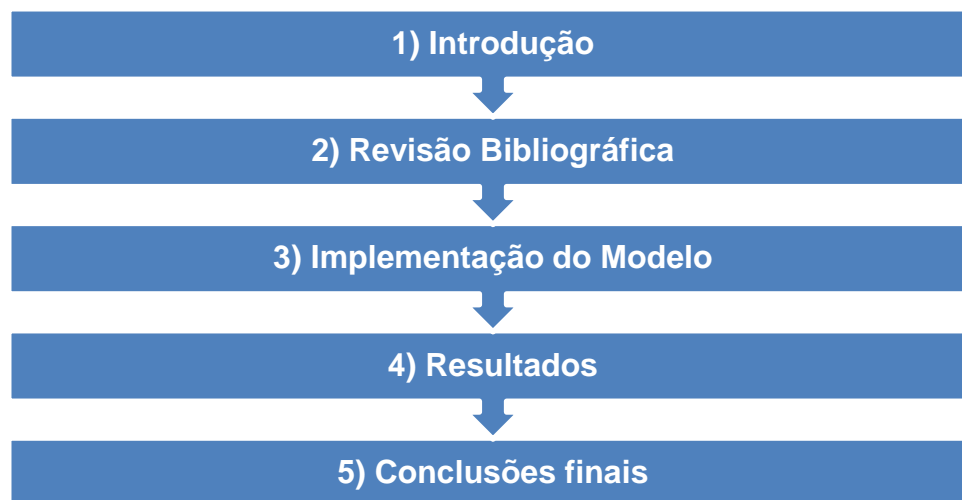 1) Introdução
2) Revisão Bibliográfica
3) Implementação do Modelo
4) Resultados
5) Conclusões finais